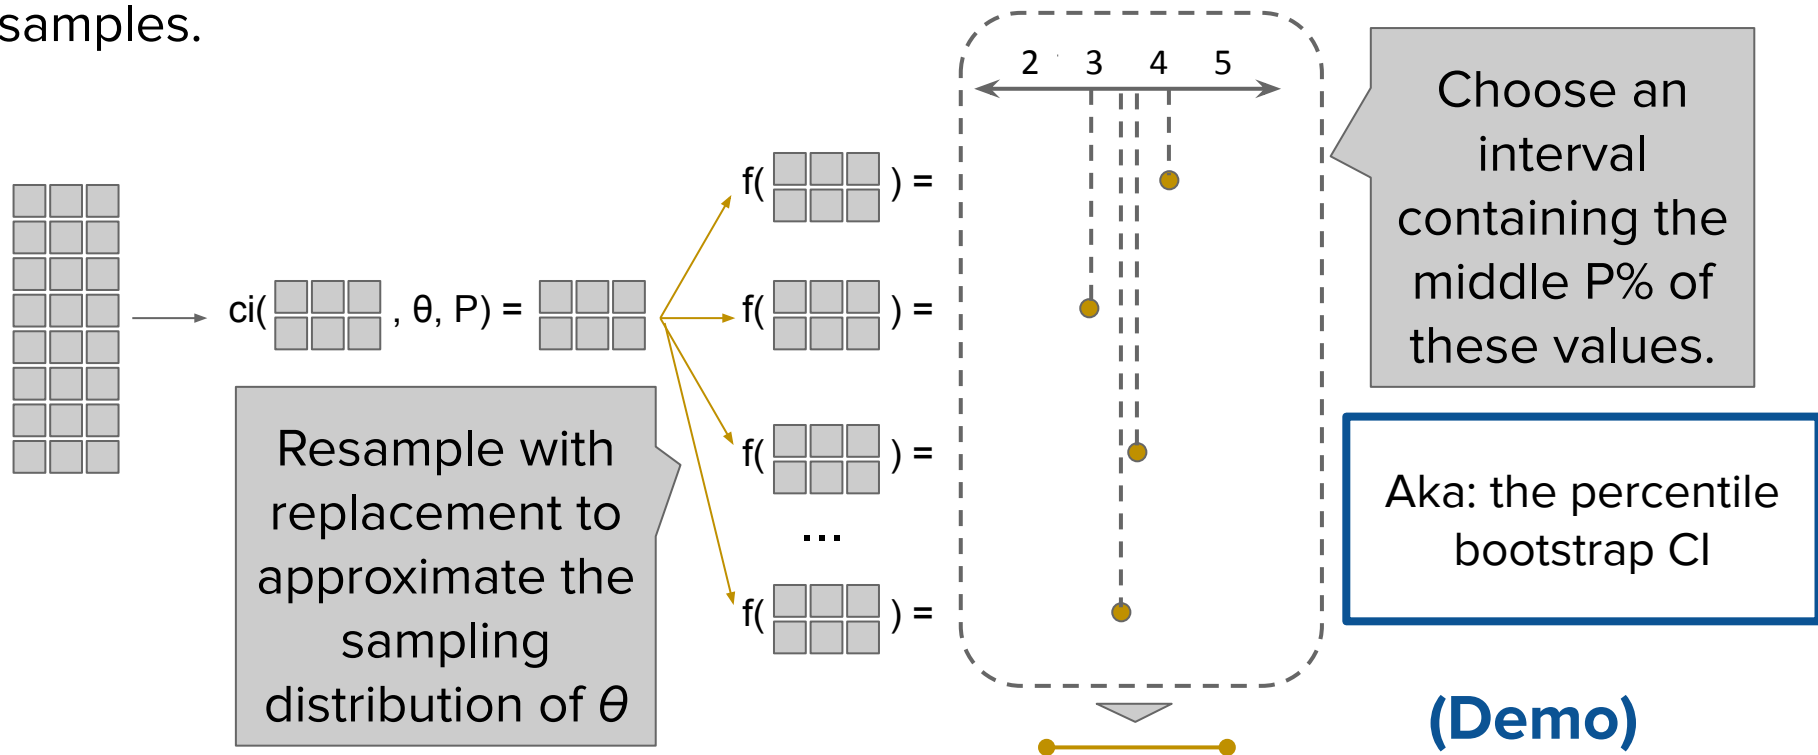 samples.
2 3 4 5
f( ) =
f( ) =
ci( , θ, P) =
f( ) =
...
f( ) =
Resample with
replacement to
approximate the
sampling
distribution of θ
Choose an
interval
containing the
middle P% of
these values.
Aka: the percentile
bootstrap CI
(Demo)